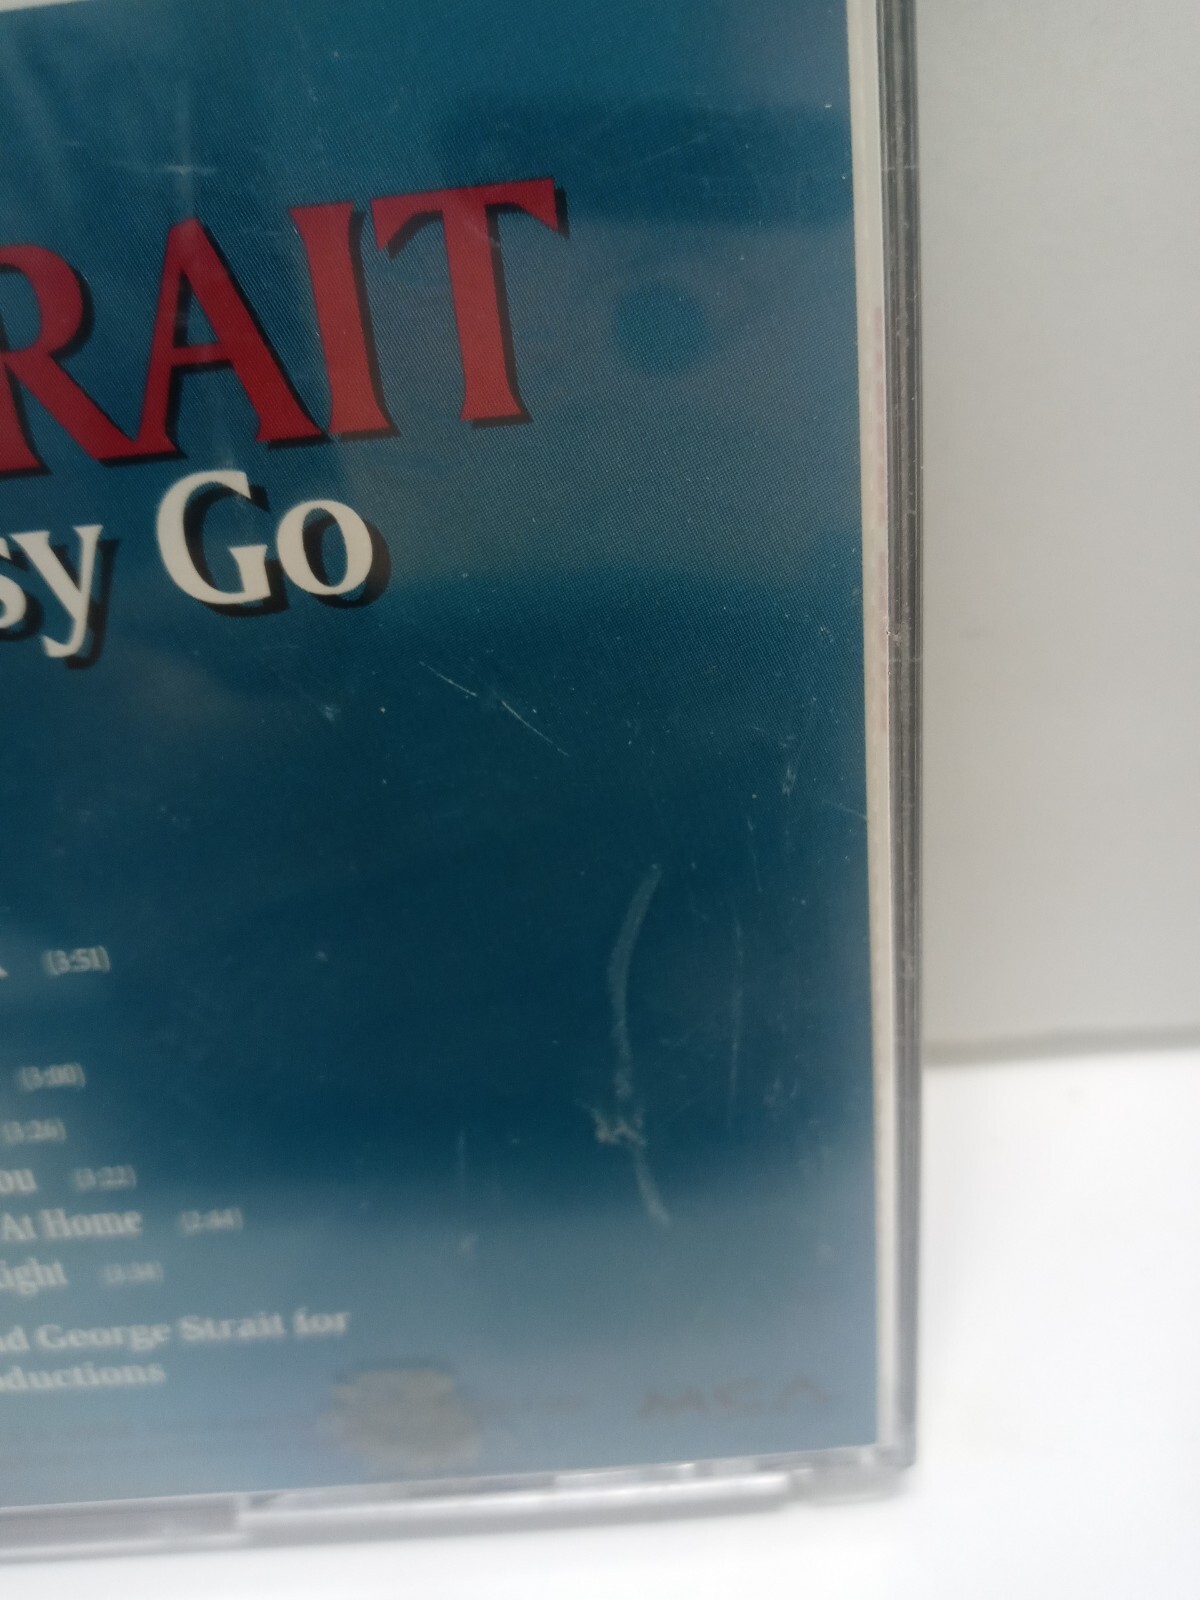 RAIT
sy Go
(3:51)
(3:00)
(3:26)
ou (3:22)
At Home (2:44)
ight (3:34)
nd George Strait for
oductions
MCA